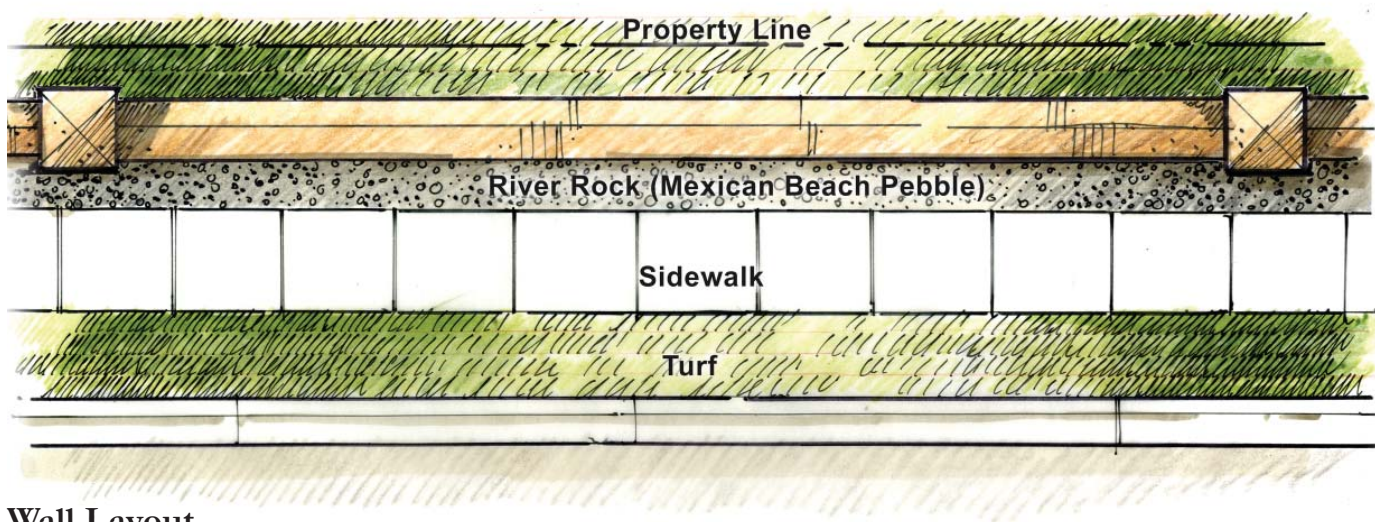 Property Line
River Rock (Mexican Beach Pebble)
Sidewalk
Turf
Wall Layout